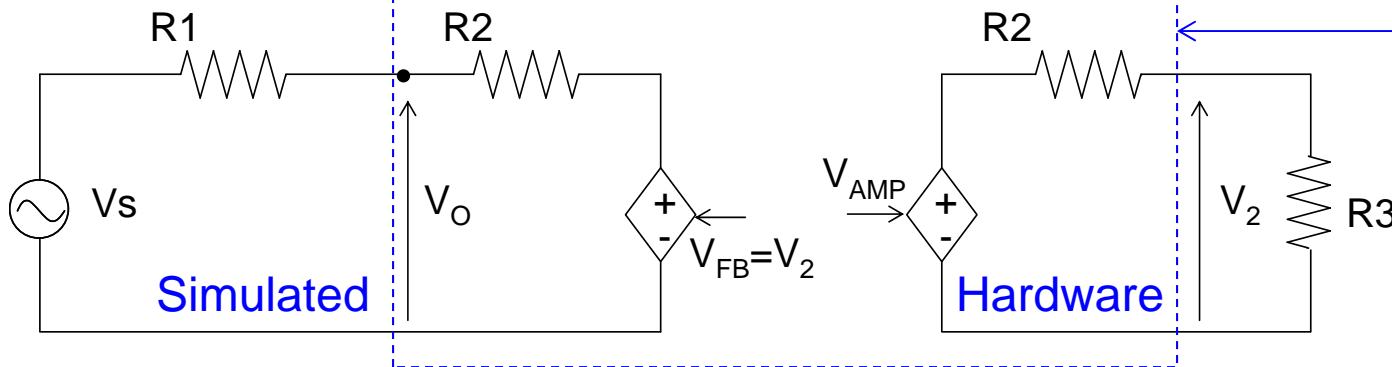 R1
R2
R2
Vs
V_O
+
-
V_FB=V_2
V_AMP
+
-
V_2
R3
Simulated
Hardware